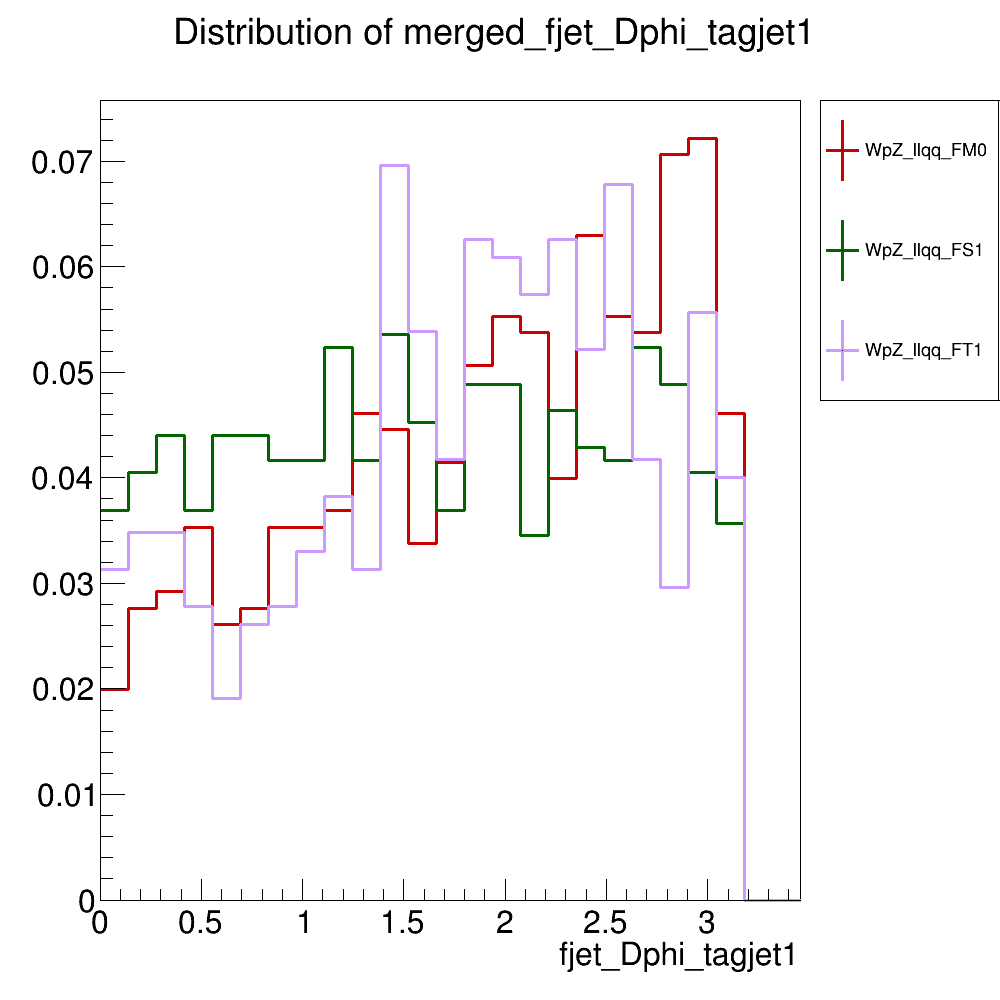 Distribution of merged_fjet_Dphi_tagjet1
0.07
0.06
0.05
0.04
0.03
0.02
0.01
0
0 0.5 1 1.5 2 2.5 3
fjet_Dphi_tagjet1
WpZ_llqq_FM0
WpZ_llqq_FS1
WpZ_llqq_FT1